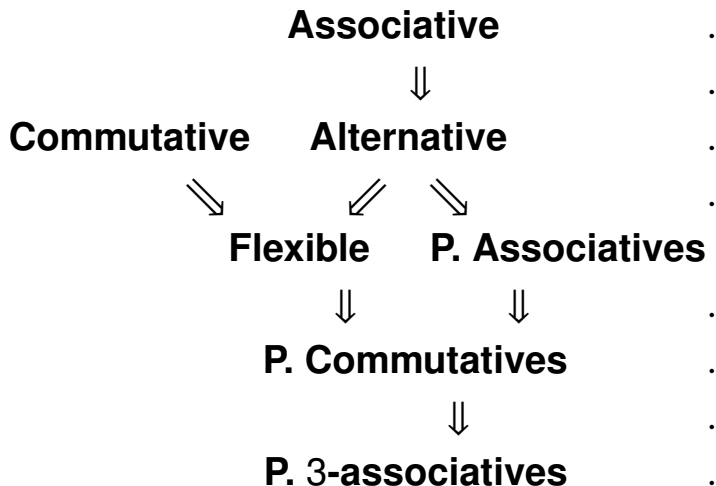 Associative .
⇓ .
Commutative Alternative .
⇘ ⇙ ⇘ .
Flexible P. Associatives
⇓ ⇓ .
P. Commutatives .
⇓ .
P. 3-associatives .